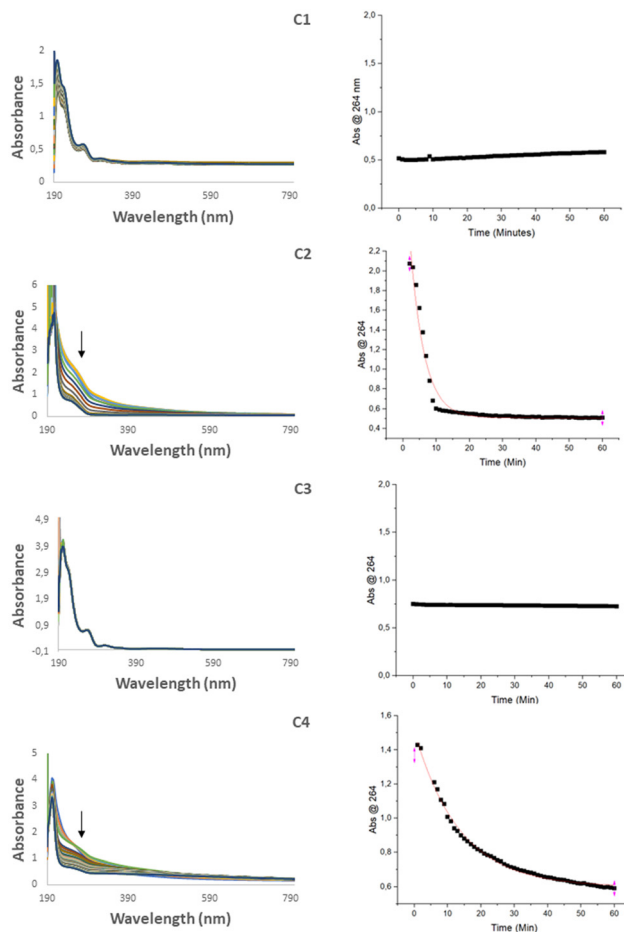 C1
Absorbance
2
1,5
1
0,5
0
190 390 590 790
Wavelength (nm)
Abs @ 264 nm
2,0
1,5
1,0
0,5
0,0
0 10 20 30 40 50 60
Time (Minutes)
C2
Absorbance
6
5
4
3
2
1
0
190 390 590 790
Wavelength (nm)
Abs @ 264
2,2
2,0
1,8
1,6
1,4
1,2
1,0
0,8
0,6
0,4
0 10 20 30 40 50 60
Time (Min)
C3
Absorbance
4,9
3,9
2,9
1,9
0,9
-0,1
190 390 590 790
Wavelength (nm)
Abs @ 264
2,0
1,5
1,0
0,5
0,0
0 10 20 30 40 50 60
Time (Min)
C4
Absorbance
5
4
3
2
1
0
190 390 590 790
Wavelength (nm)
Abs @ 264
1,6
1,4
1,2
1,0
0,8
0,6
0 10 20 30 40 50 60
Time (Min)